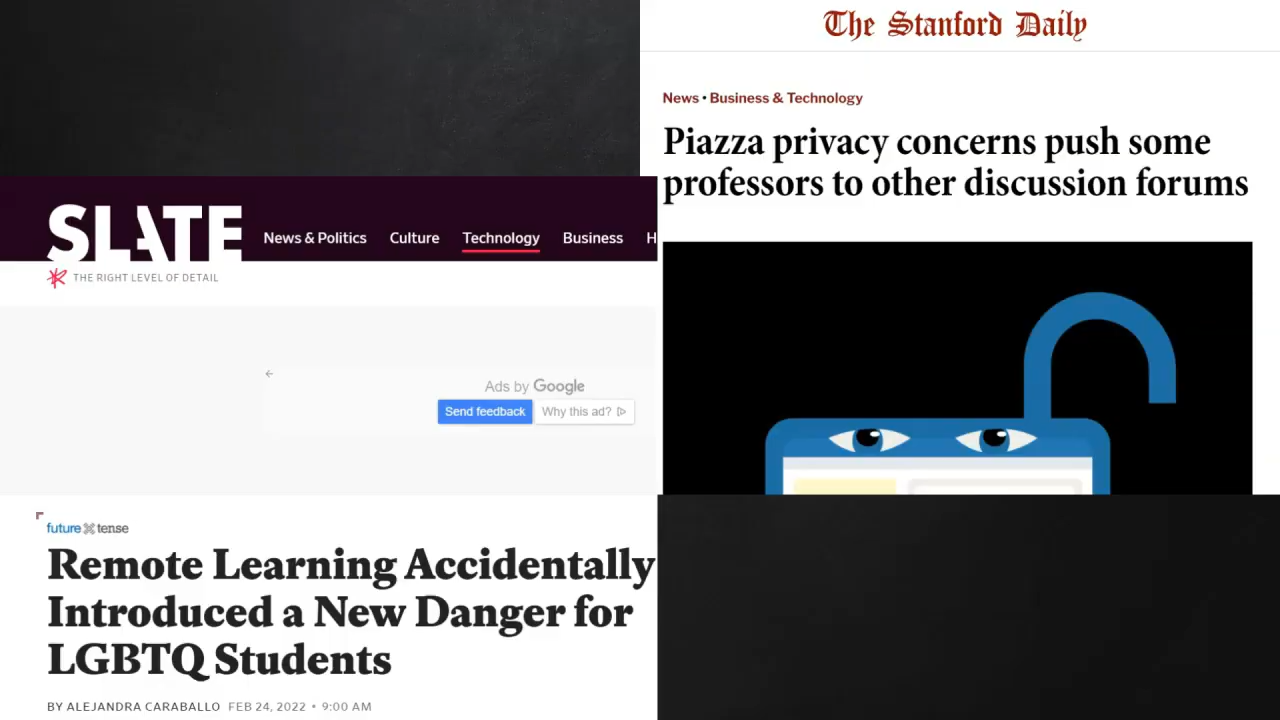 The Stanford Daily
News • Business & Technology
Piazza privacy concerns push some
professors to other discussion forums
SLATE
News & Politics Culture Technology Business H
THE RIGHT LEVEL OF DETAIL
Ads by Google
Send feedback Why this ad?
future tense
Remote Learning Accidentally
Introduced a New Danger for
LGBTQ Students
BY ALEJANDRA CARABALLO FEB 24, 2022 • 9:00 AM